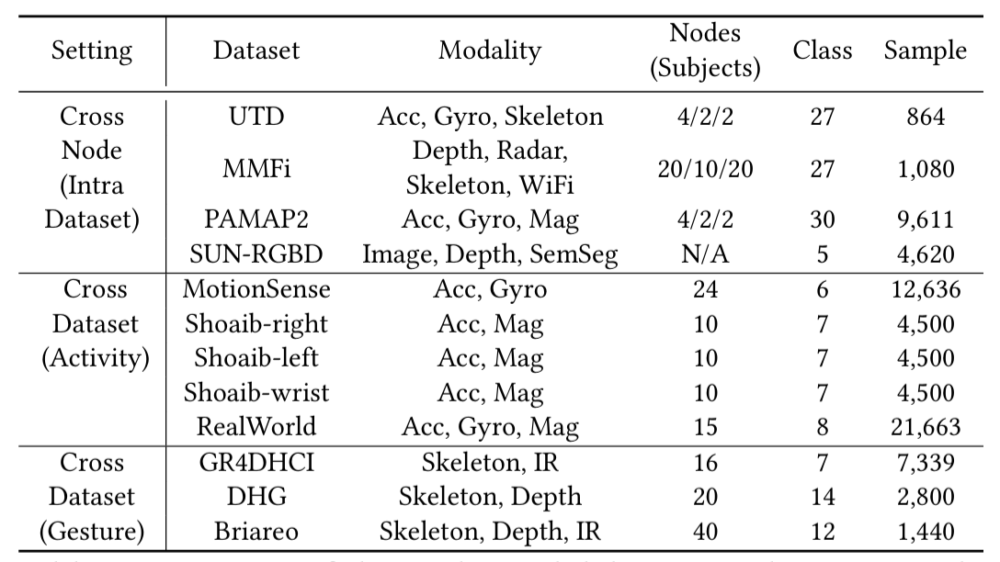 Setting Dataset Modality Nodes (Subjects) Class Sample
Cross Node (Intra Dataset)
UTD Acc, Gyro, Skeleton 4/2/2 27 864
MMFi Depth, Radar, Skeleton, WiFi 20/10/20 27 1,080
PAMAP2 Acc, Gyro, Mag 4/2/2 30 9,611
SUN-RGBD Image, Depth, SemSeg N/A 5 4,620
Cross Dataset (Activity)
MotionSense Acc, Gyro 24 6 12,636
Shoaib-right Acc, Mag 10 7 4,500
Shoaib-left Acc, Mag 10 7 4,500
Shoaib-wrist Acc, Mag 10 7 4,500
RealWorld Acc, Gyro, Mag 15 8 21,663
Cross Dataset (Gesture)
GR4DHCI Skeleton, IR 16 7 7,339
DHG Skeleton, Depth 20 14 2,800
Briareo Skeleton, Depth, IR 40 12 1,440